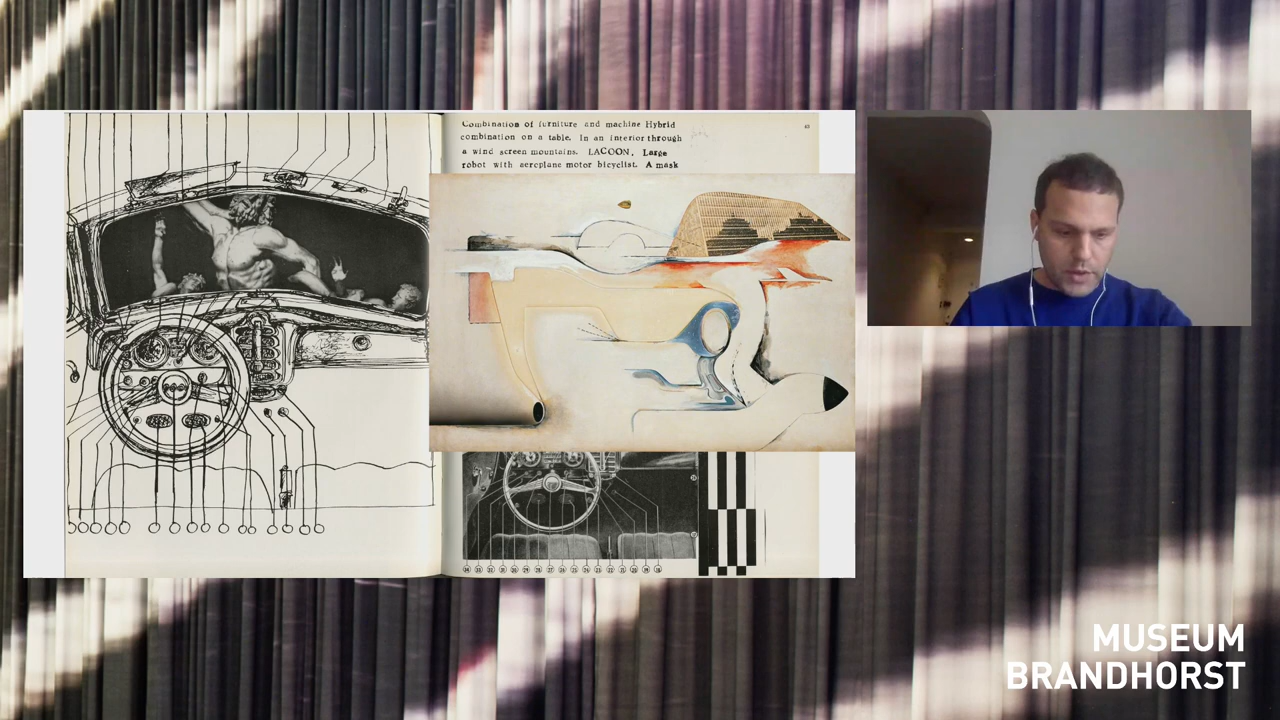 Combination of furniture and machine Hybrid
combination on a table. In an interior through
a wind screen mountains. LACOON, Large
robot with aeroplane motor bicyclist. A mask
MUSEUM
BRANDHORST